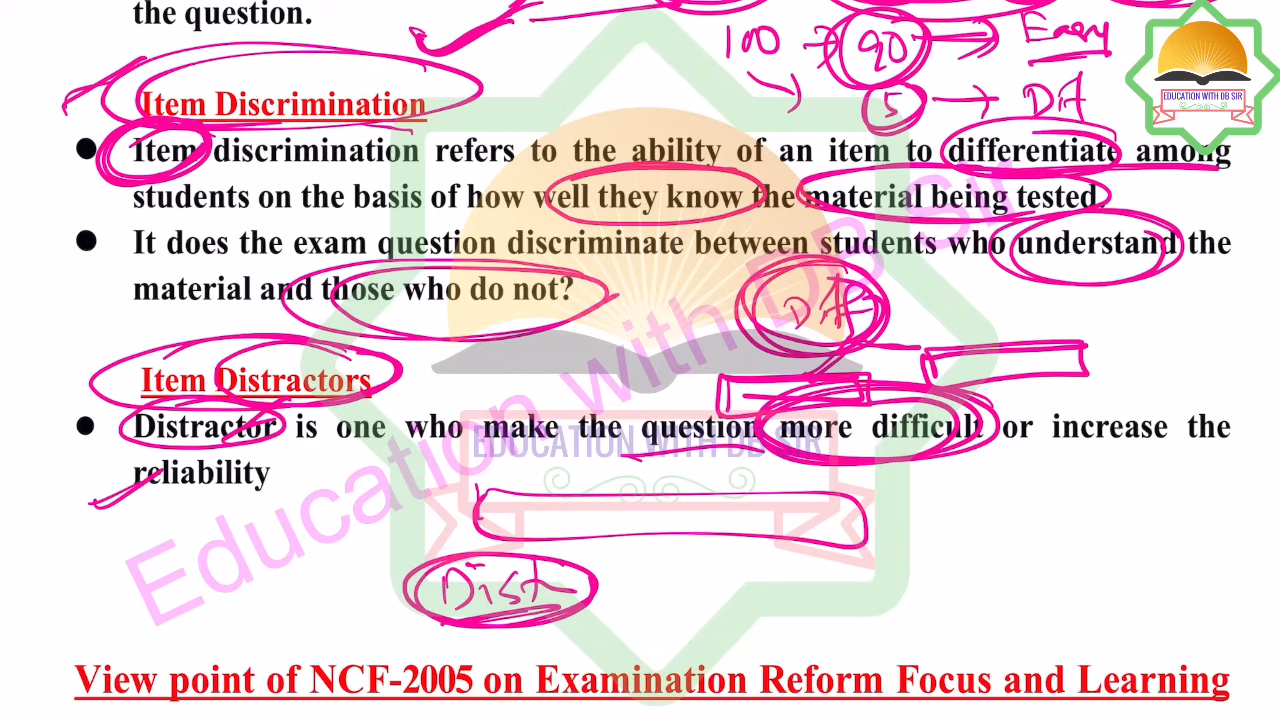 the question.
100 → 90 → Easy
5 → DA
EDUCATION WITH DB SIR
Item Discrimination
● Item discrimination refers to the ability of an item to differentiate among
students on the basis of how well they know the material being tested
● It does the exam question discriminate between students who understand the
material and those who do not?
Item Distractors
● Distractor is one who make the question more difficult or increase the
reliability
EDUCATION WITH DB SIR
Education with DB Sir
Dist
View point of NCF-2005 on Examination Reform Focus and Learning